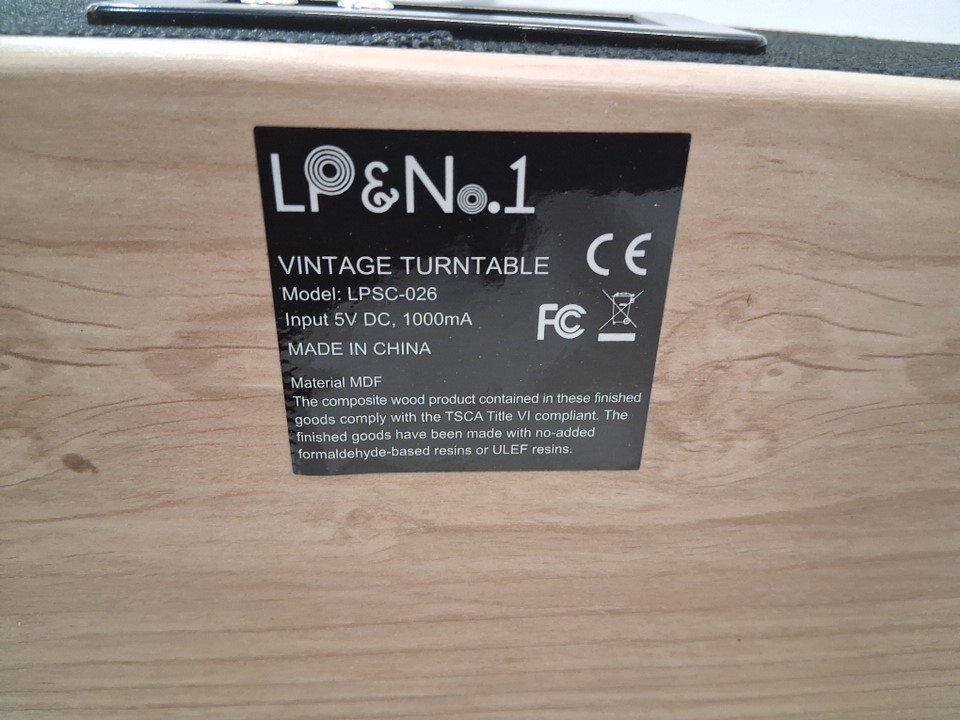 LP&No.1
VINTAGE TURNTABLE
CE
Model: LPSC-026
Input 5V DC, 1000mA
FC
MADE IN CHINA
Material MDF
The composite wood product contained in these finished
goods comply with the TSCA Title VI compliant. The
finished goods have been made with no-added
formaldehyde-based resins or ULEF resins.